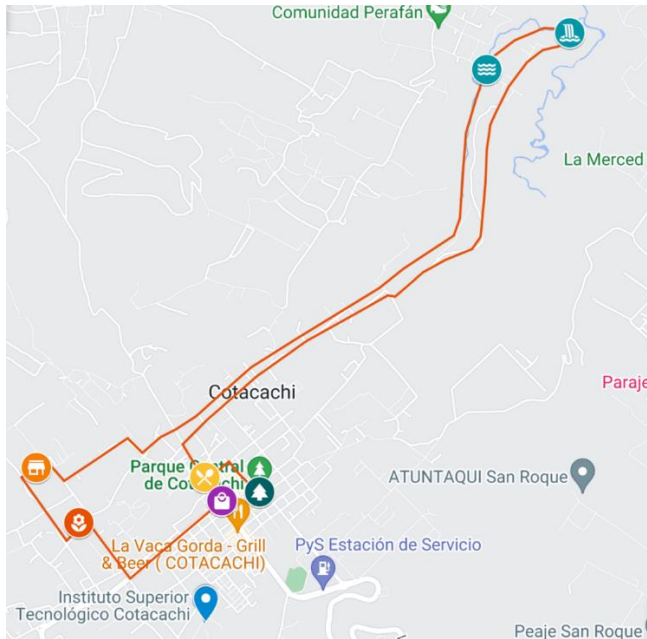 Comunidad Perafán
La Merced
Cotacachi
Paraje
Parque Central
de Cotacachi
ATUNTAQUI San Roque
La Vaca Gorda - Grill
& Beer ( COTACACHI)
PyS Estación de Servicio
Instituto Superior
Tecnológico Cotacachi
Peaje San Roque